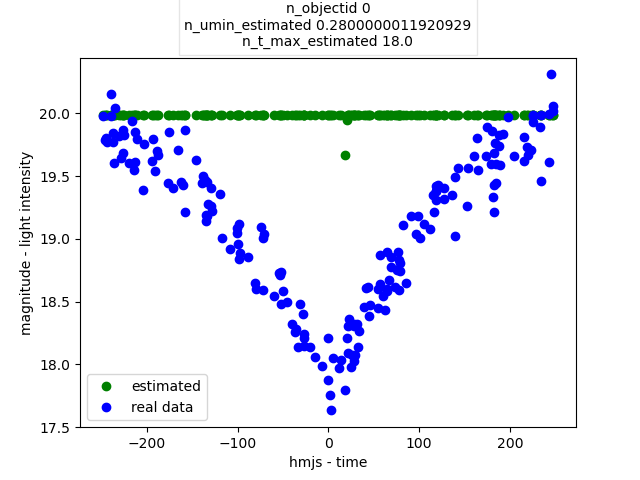 n_objectid 0
n_umin_estimated 0.2800000011920929
n_t_max_estimated 18.0
magnitude - light intensity
20.0
19.5
19.0
18.5
18.0
17.5
estimated
real data
−200
−100
0
100
200
hmjs - time